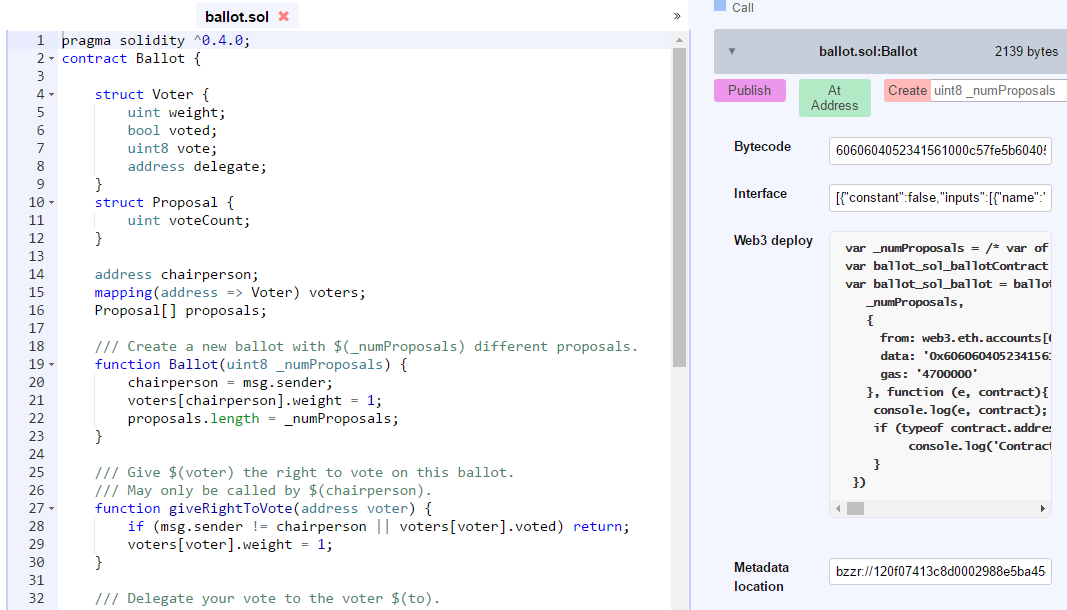 ballot.sol ✖
»
1 pragma solidity ^0.4.0;
2 contract Ballot {
3
4 struct Voter {
5 uint weight;
6 bool voted;
7 uint8 vote;
8 address delegate;
9 }
10 struct Proposal {
11 uint voteCount;
12 }
13
14 address chairperson;
15 mapping(address => Voter) voters;
16 Proposal[] proposals;
17
18 /// Create a new ballot with $(_numProposals) different proposals.
19 function Ballot(uint8 _numProposals) {
20 chairperson = msg.sender;
21 voters[chairperson].weight = 1;
22 proposals.length = _numProposals;
23 }
24
25 /// Give $(voter) the right to vote on this ballot.
26 /// May only be called by $(chairperson).
27 function giveRightToVote(address voter) {
28 if (msg.sender != chairperson || voters[voter].voted) return;
29 voters[voter].weight = 1;
30 }
31
32 /// Delegate your vote to the voter $(to).
Call
ballot.sol:Ballot 2139 bytes
Publish
At Address
Create uint8 _numProposals
Bytecode 6060604052341561000c57fe5b60405
Interface [{"constant":false,"inputs":[{"name":"
Web3 deploy
var _numProposals = /* var of
var ballot_sol_ballotContract
var ballot_sol_ballot = ballot
_numProposals,
{
from: web3.eth.accounts[0
data: '0x606060405234156
gas: '4700000'
}, function (e, contract){
console.log(e, contract);
if (typeof contract.addres
console.log('Contract
}
})
Metadata location bzzr://120f07413c8d0002988e5ba45